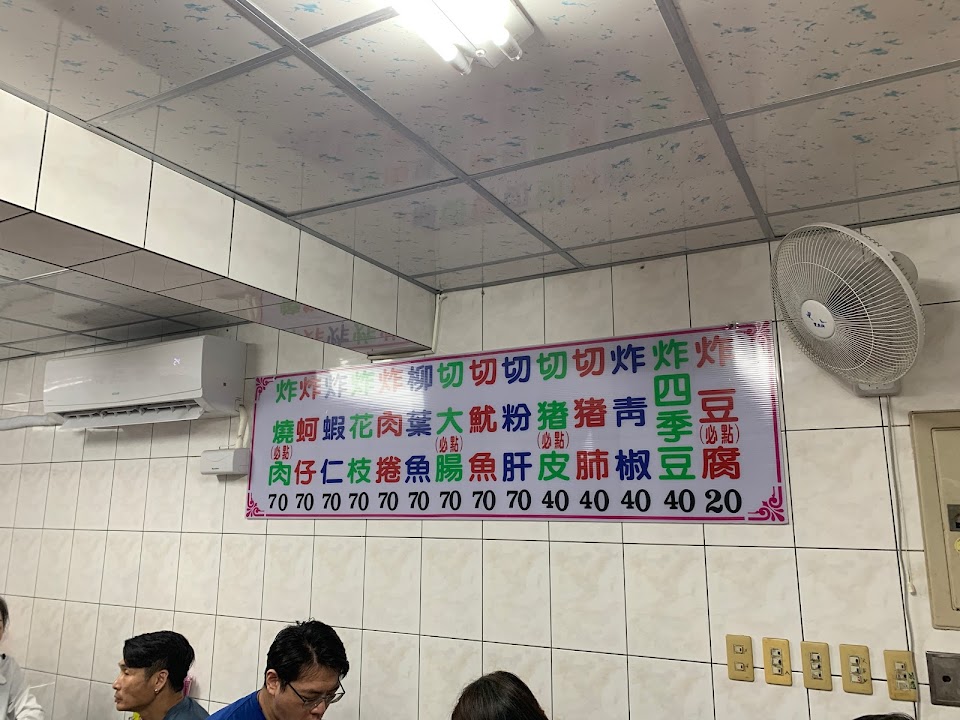 炸豆(必點)腐 20
炸四季豆 40
炸青椒 40
切猪肺 40
切猪(必點)皮 40
切粉肝 70
切魷魚 70
切大(必點)腸 70
柳葉魚 70
炸肉捲 70
炸花枝 70
炸蝦仁 70
炸蚵仔 70
炸燒(必點)肉 70